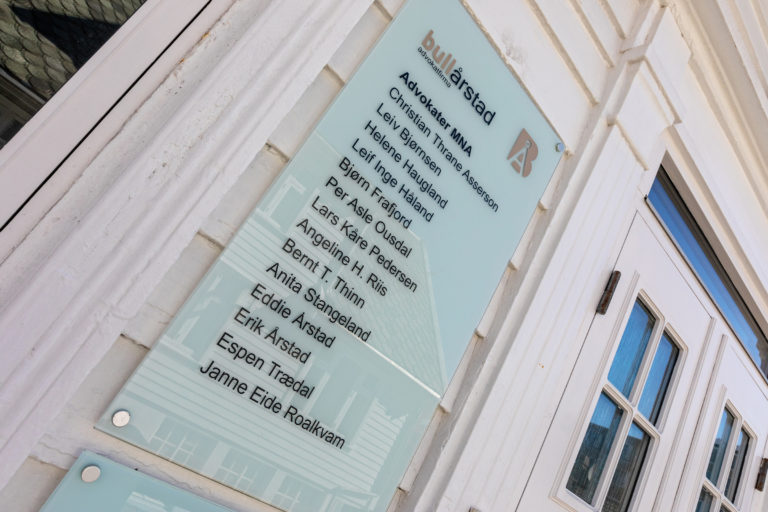 bullårstad
advokatfirma
BÅ
Advokater MNA
Christian Thrane Asserson
Leiv Bjørnsen
Helene Haugland
Leif Inge Håland
Bjørn Frafjord
Per Asle Ousdal
Lars Kåre Pedersen
Angeline H. Riis
Bernt T. Thinn
Anita Stangeland
Eddie Årstad
Erik Årstad
Espen Trædal
Janne Eide Roalkvam